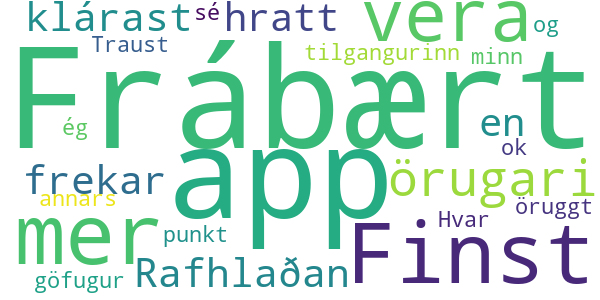 klárast
sé
hratt
vera
og
Traust
tilgangurinn
minn
Frábært
ég
en
ok
app
frekar
örugari
annars
öruggt
mer
Hvar
punkt
Finst
göfugur
Rafhlaðan